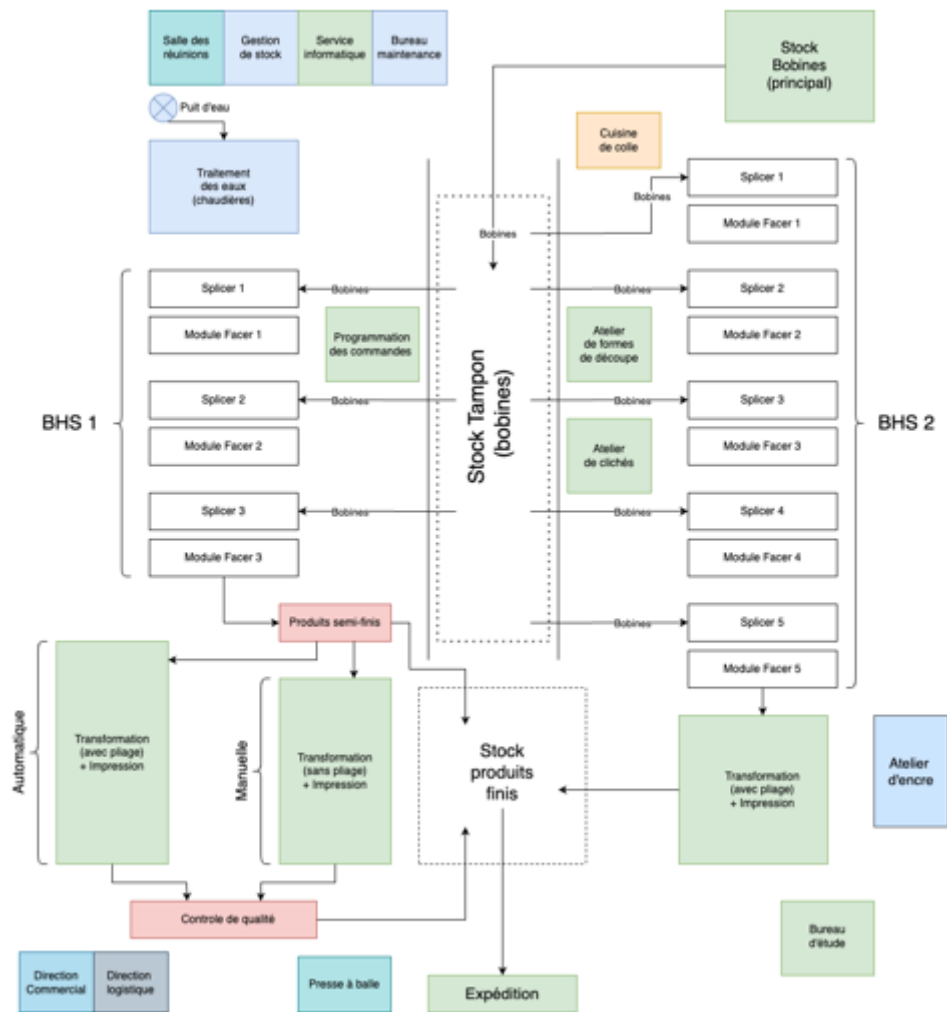 Salle des
réuinions
Gestion
de stock
Service
informatique
Bureau
maintenance
Stock
Bobines
(principal)
Puit d'eau
Cuisine
de colle
Traitement
des eaux
(chaudières)
Splicer 1
Bobines
Module Facer 1
Bobines
Splicer 1
Bobines
Bobines
Splicer 2
Module Facer 1
Programmation
des commandes
Atelier
de formes
de découpe
Module Facer 2
Stock Tampon
(bobines)
BHS 1
Splicer 2
Bobines
Bobines
Splicer 3
BHS 2
Module Facer 2
Atelier
de clichés
Module Facer 3
Splicer 3
Bobines
Bobines
Splicer 4
Module Facer 3
Module Facer 4
Produits semi-finis
Bobines
Splicer 5
Module Facer 5
Automatique
Transformation
(avec pliage)
+ Impression
Manuelle
Transformation
(sans pliage)
+ Impression
Stock
produits
finis
Transformation
(avec pliage)
+ Impression
Atelier
d'encre
Controle de qualité
Bureau
d'étude
Direction
Commercial
Direction
logistique
Presse à balle
Expédition